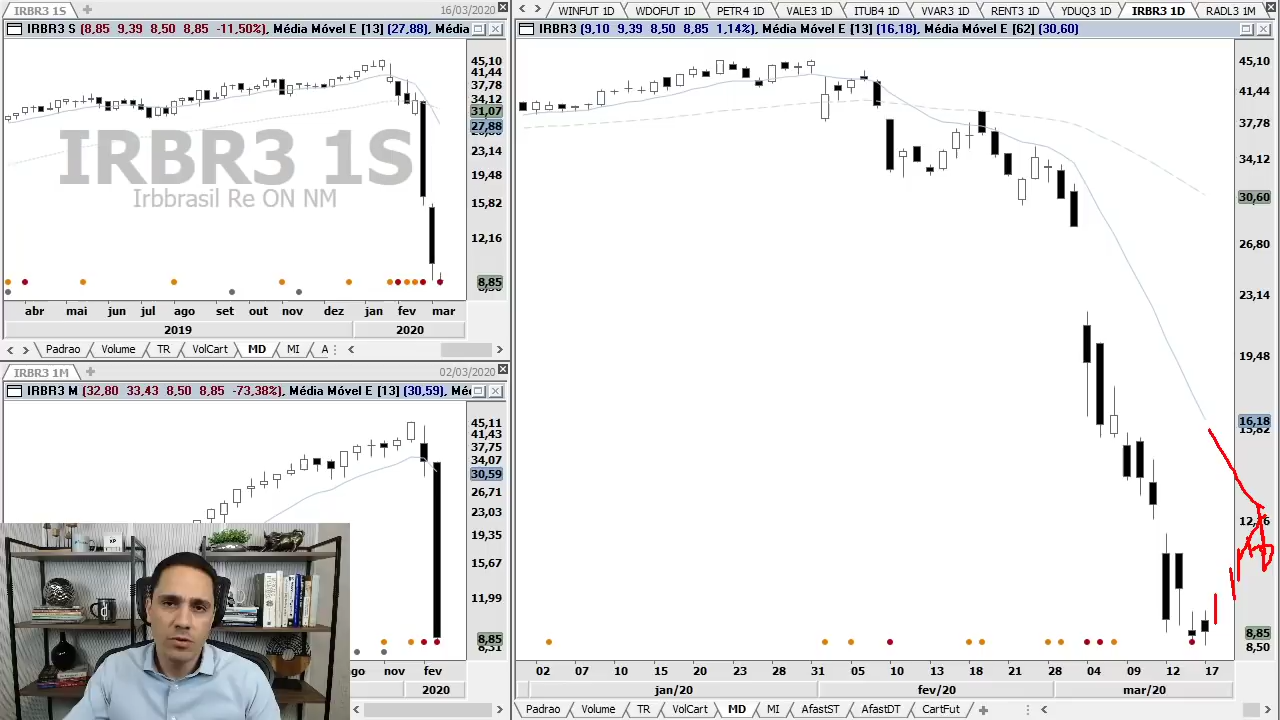 IRBR3 1S
16/03/2020
IRBR3 S (8,85 9,39 8,50 8,85 -11,50%), Média Móvel E [13] (27,88), Média
45,10
41,44
37,78
34,12
31,07
27,88
23,14
19,48
15,82
12,16
8,85
IRBR3 1S
Irbbrasil Re ON NM
abr mai jun jul ago set out nov dez jan fev mar
2019 2020
Padrao Volume TR VolCart MD MI A
IRBR3 1M
02/03/2020
IRBR3 M (32,80 33,43 8,50 8,85 -73,38%), Média Móvel E [13] (30,59), Mé
45,11
41,43
37,75
34,07
30,59
26,71
23,03
19,35
15,67
11,99
8,85
8,31
XP
go nov fev
2020
WINFUT 1D WDOFUT 1D PETR4 1D VALE3 1D ITUB4 1D VVAR3 1D RENT3 1D YDUQ3 1D IRBR3 1D RADL3 1M
IRBR3 (9,10 9,39 8,50 8,85 1,14%), Média Móvel E [13] (16,18), Média Móvel E [62] (30,60)
45,10
41,44
37,78
34,12
30,60
26,80
23,14
19,48
16,18
15,82
8,85
8,50
02 07 10 15 20 23 28 31 05 10 13 18 21 28 04 09 12 17
jan/20 fev/20 mar/20
Padrao Volume TR VolCart MD MI AfastST AfastDT CartFut